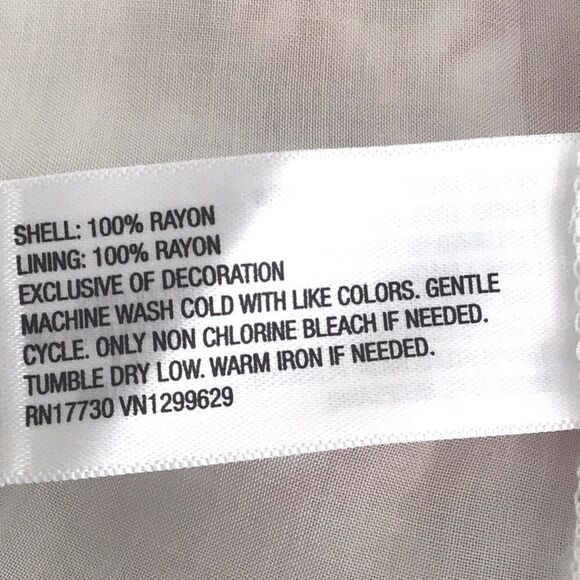 SHELL: 100% RAYON
LINING: 100% RAYON
EXCLUSIVE OF DECORATION
MACHINE WASH COLD WITH LIKE COLORS. GENTLE
CYCLE. ONLY NON CHLORINE BLEACH IF NEEDED.
TUMBLE DRY LOW. WARM IRON IF NEEDED.
RN17730 VN1299629